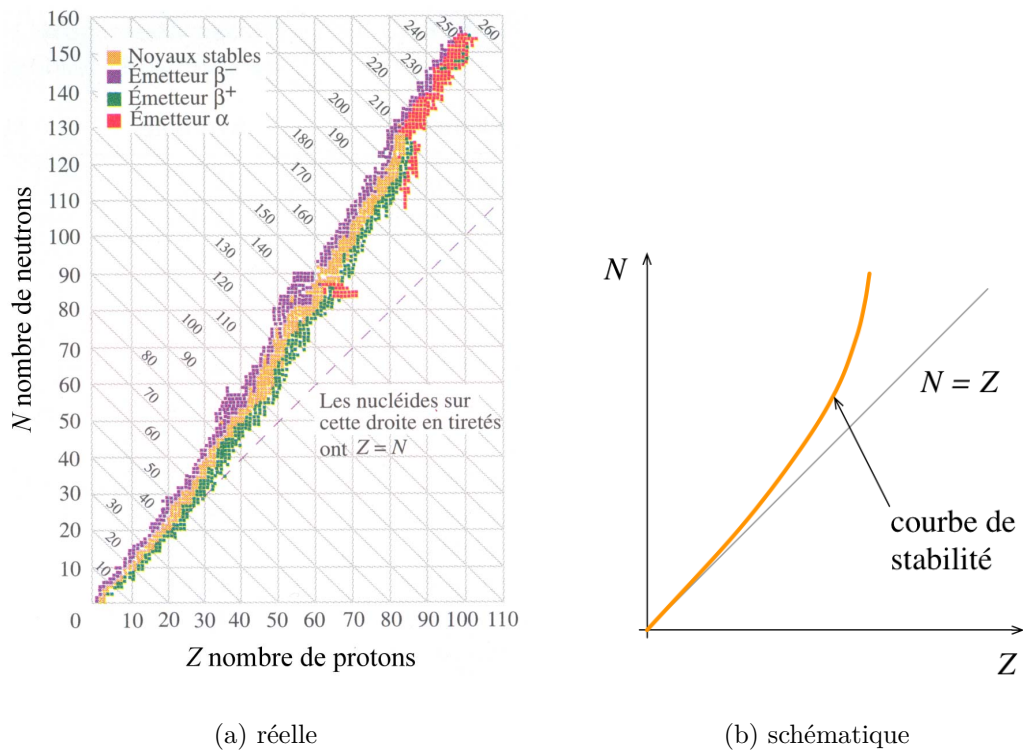 160
150
140
130
120
110
100
90
80
70
60
50
40
30
20
10
0
N nombre de neutrons
Noyaux stables
Émetteur β⁻
Émetteur β⁺
Émetteur α
240 250 260
230
220
210
200
190
180
170
160
150
140
130
120
110
100
90
80
70
60
50
40
30
20
10
Les nucléides sur
cette droite en tiretés
ont Z = N
10 20 30 40 50 60 70 80 90 100 110
Z nombre de protons
(a) réelle
N
N = Z
courbe de
stabilité
Z
(b) schématique